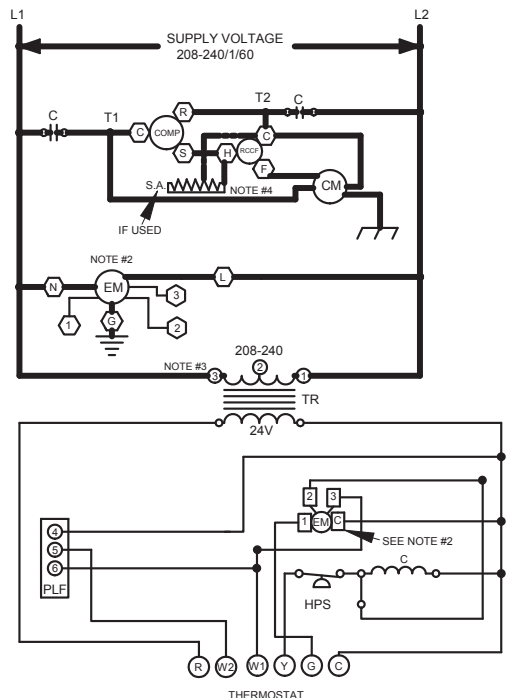 L1
L2
SUPPLY VOLTAGE
208-240/1/60
C
T1
T2
C
R
C
COMP
S
H
RCCF
C
F
S.A.
NOTE #4
CM
IF USED
NOTE #2
N
EM
L
3
1
2
G
208-240
NOTE #3
3
2
1
TR
24V
2
3
1
EM
C
4
5
6
PLF
SEE NOTE #2
C
HPS
R
W2
W1
Y
G
C
THERMOSTAT